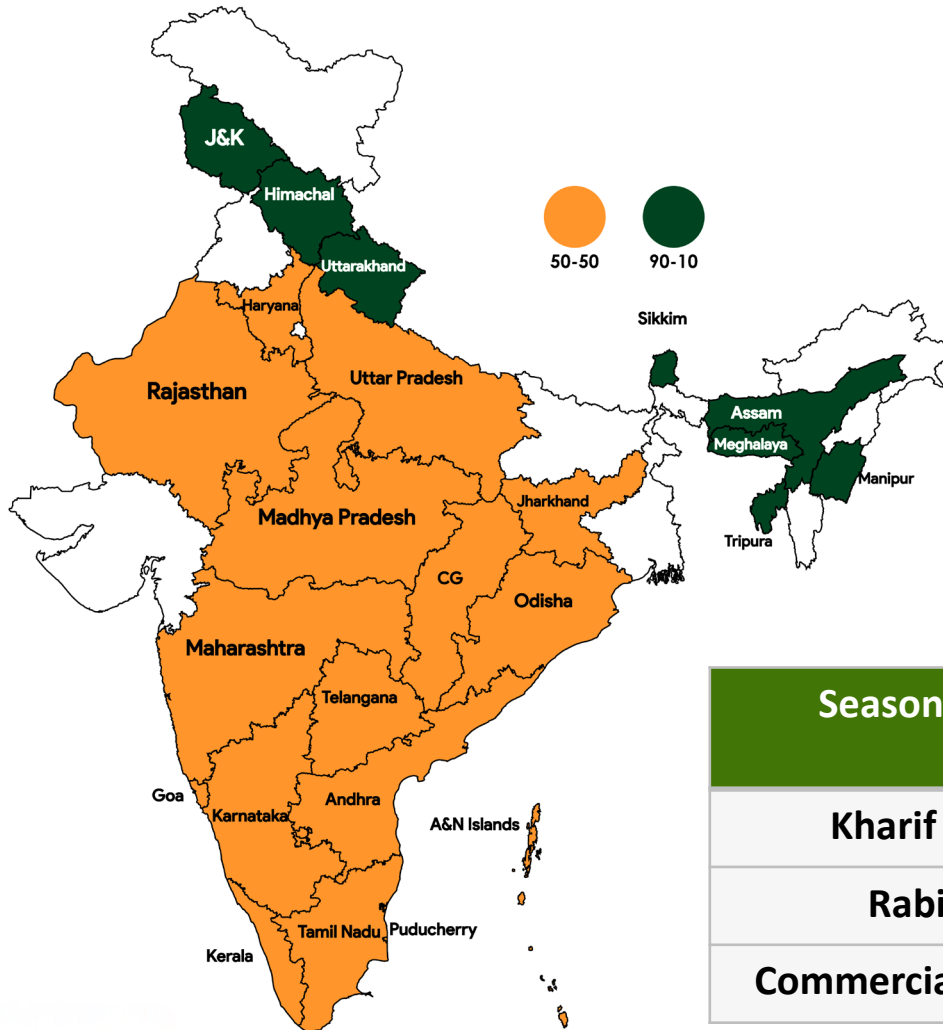 J&K
Himachal
Uttarakhand
50-50
90-10
Sikkim
Haryana
Rajasthan
Uttar Pradesh
Assam
Meghalaya
Manipur
Tripura
Jharkhand
Madhya Pradesh
CG
Odisha
Maharashtra
Telangana
Goa
Karnataka
Andhra
A&N Islands
Kerala
Tamil Nadu
Puducherry
Season
Kharif
Rabi